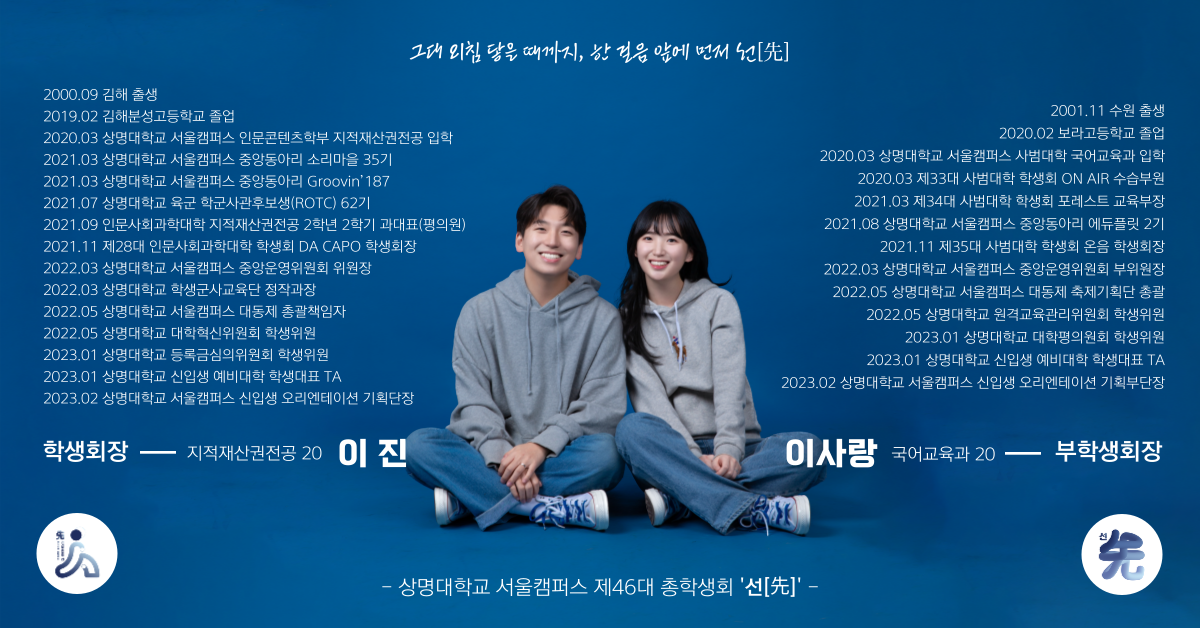 그대 외침 닿을 때까지, 한 걸음 앞에 먼저 선[先]
2000.09 김해 출생
2019.02 김해분성고등학교 졸업
2020.03 상명대학교 서울캠퍼스 인문콘텐츠학부 지적재산권전공 입학
2021.03 상명대학교 서울캠퍼스 중앙동아리 소리마을 35기
2021.03 상명대학교 서울캠퍼스 중앙동아리 Groovin’187
2021.07 상명대학교 육군 학군사관후보생(ROTC) 62기
2021.09 인문사회과학대학 지적재산권전공 2학년 2학기 과대표(평의원)
2021.11 제28대 인문사회과학대학 학생회 DA CAPO 학생회장
2022.03 상명대학교 서울캠퍼스 중앙운영위원회 위원장
2022.03 상명대학교 학생군사교육단 정작과장
2022.05 상명대학교 서울캠퍼스 대동제 총괄책임자
2022.05 상명대학교 대학혁신위원회 학생위원
2023.01 상명대학교 등록금심의위원회 학생위원
2023.01 상명대학교 신입생 예비대학 학생대표 TA
2023.02 상명대학교 서울캠퍼스 신입생 오리엔테이션 기획단장
학생회장 — 지적재산권전공 20 이 진
2001.11 수원 출생
2020.02 보라고등학교 졸업
2020.03 상명대학교 서울캠퍼스 사범대학 국어교육과 입학
2020.03 제33대 사범대학 학생회 ON AIR 수습부원
2021.03 제34대 사범대학 학생회 포레스트 교육부장
2021.08 상명대학교 서울캠퍼스 중앙동아리 에듀플릿 2기
2021.11 제35대 사범대학 학생회 온음 학생회장
2022.03 상명대학교 서울캠퍼스 중앙운영위원회 부위원장
2022.05 상명대학교 서울캠퍼스 대동제 축제기획단 총괄
2022.05 상명대학교 원격교육관리위원회 학생위원
2023.01 상명대학교 대학평의원회 학생위원
2023.01 상명대학교 신입생 예비대학 학생대표 TA
2023.02 상명대학교 서울캠퍼스 신입생 오리엔테이션 기획부단장
이사랑 국어교육과 20 — 부학생회장
先
선
先
– 상명대학교 서울캠퍼스 제46대 총학생회 '선[先]' –